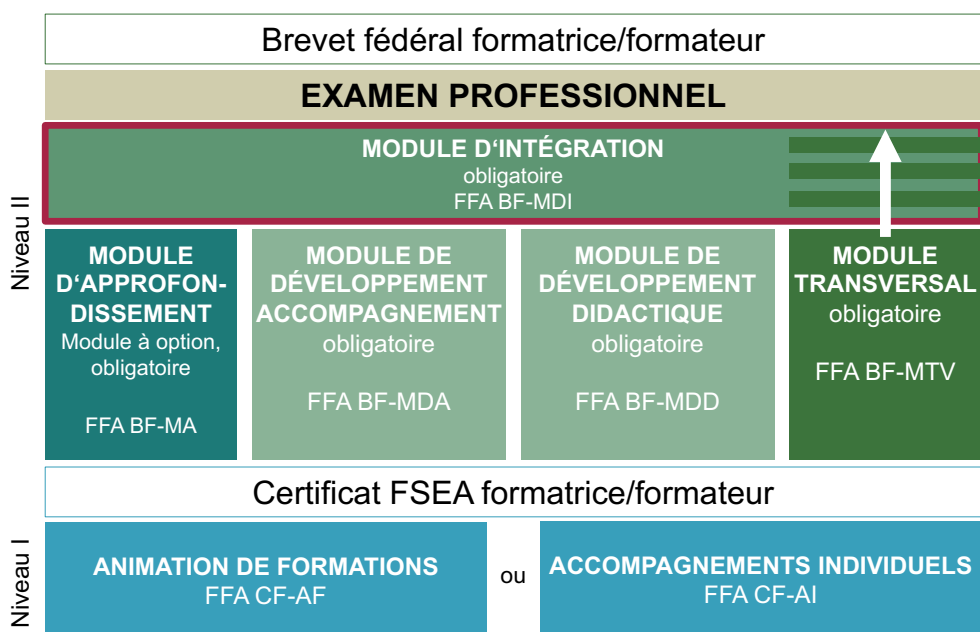 Brevet fédéral formatrice/formateur
EXAMEN PROFESSIONNEL
MODULE D‘INTÉGRATION
obligatoire
FFA BF-MDI
Niveau II
MODULE
D‘APPROFON-
DISSEMENT
Module à option,
obligatoire
FFA BF-MA
MODULE DE
DÉVELOPPEMENT
ACCOMPAGNEMENT
obligatoire
FFA BF-MDA
MODULE DE
DÉVELOPPEMENT
DIDACTIQUE
obligatoire
FFA BF-MDD
MODULE
TRANSVERSAL
obligatoire
FFA BF-MTV
Certificat FSEA formatrice/formateur
Niveau I
ANIMATION DE FORMATIONS
FFA CF-AF
ou
ACCOMPAGNEMENTS INDIVIDUELS
FFA CF-AI